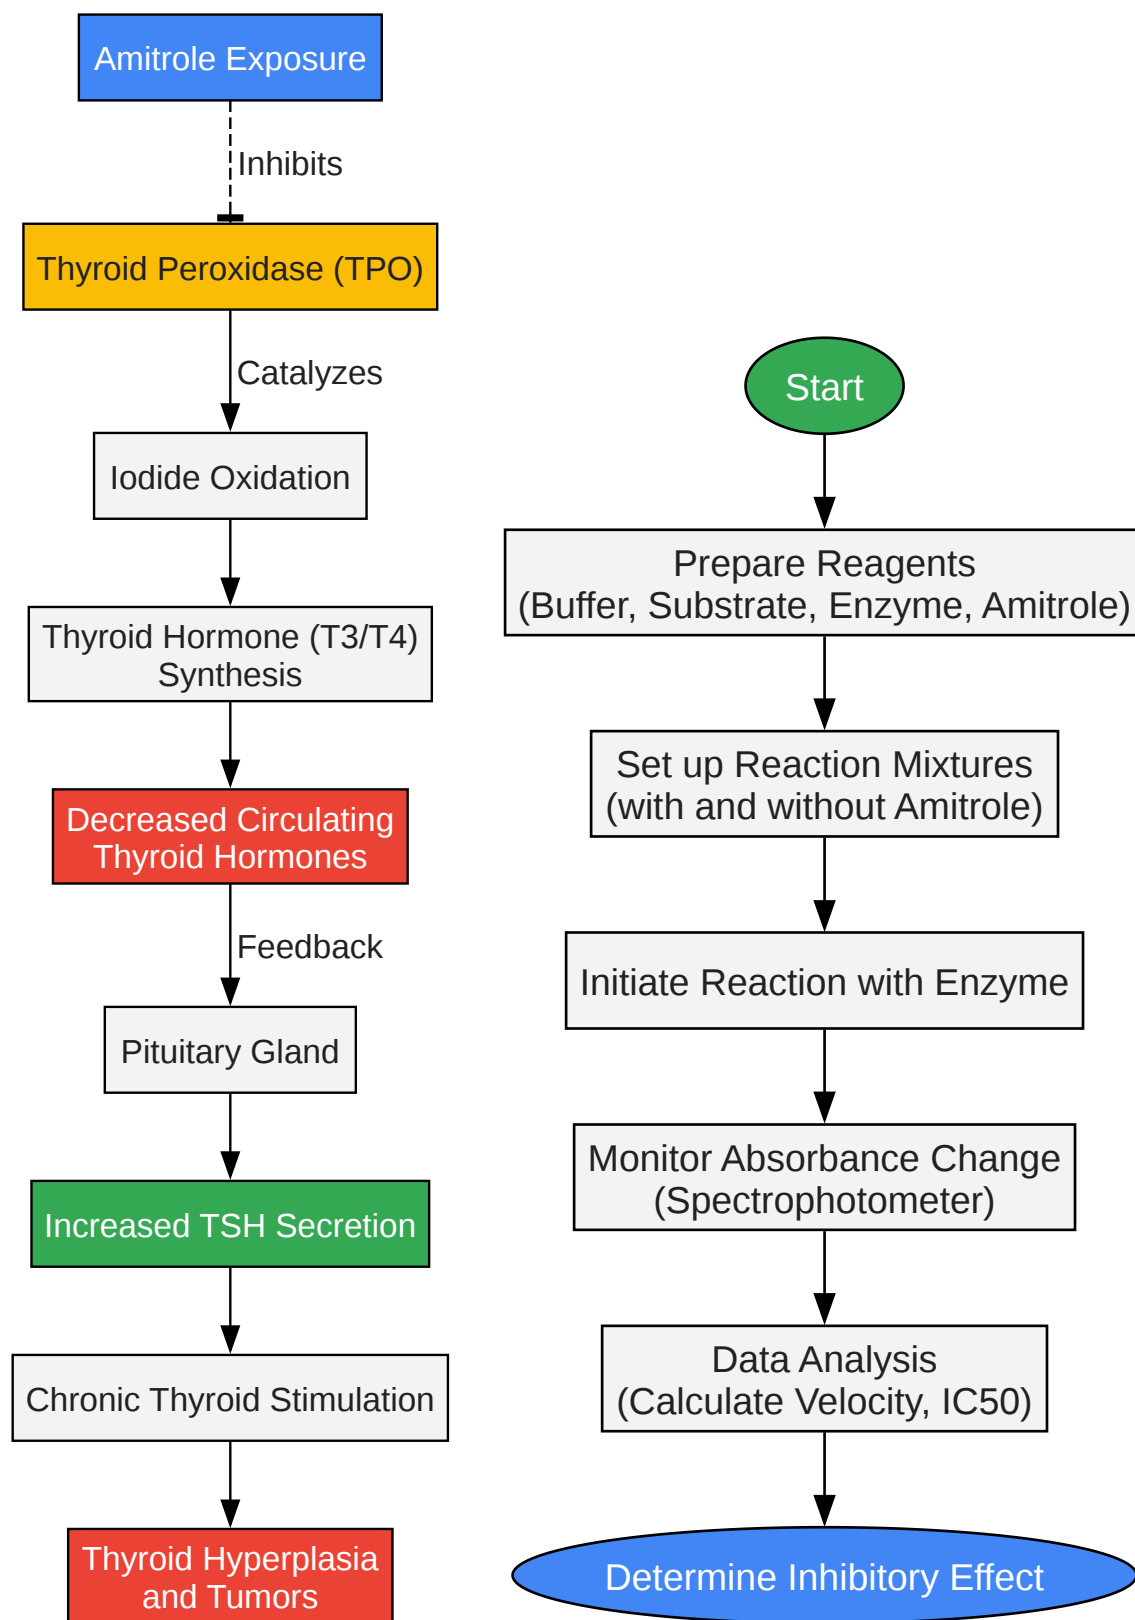 Amitrole Exposure
Inhibits
Thyroid Peroxidase (TPO)
Catalyzes
Iodide Oxidation
Thyroid Hormone (T3/T4)
Synthesis
Decreased Circulating
Thyroid Hormones
Feedback
Pituitary Gland
Increased TSH Secretion
Chronic Thyroid Stimulation
Thyroid Hyperplasia
and Tumors
Start
Prepare Reagents
(Buffer, Substrate, Enzyme, Amitrole)
Set up Reaction Mixtures
(with and without Amitrole)
Initiate Reaction with Enzyme
Monitor Absorbance Change
(Spectrophotometer)
Data Analysis
(Calculate Velocity, IC50)
Determine Inhibitory Effect